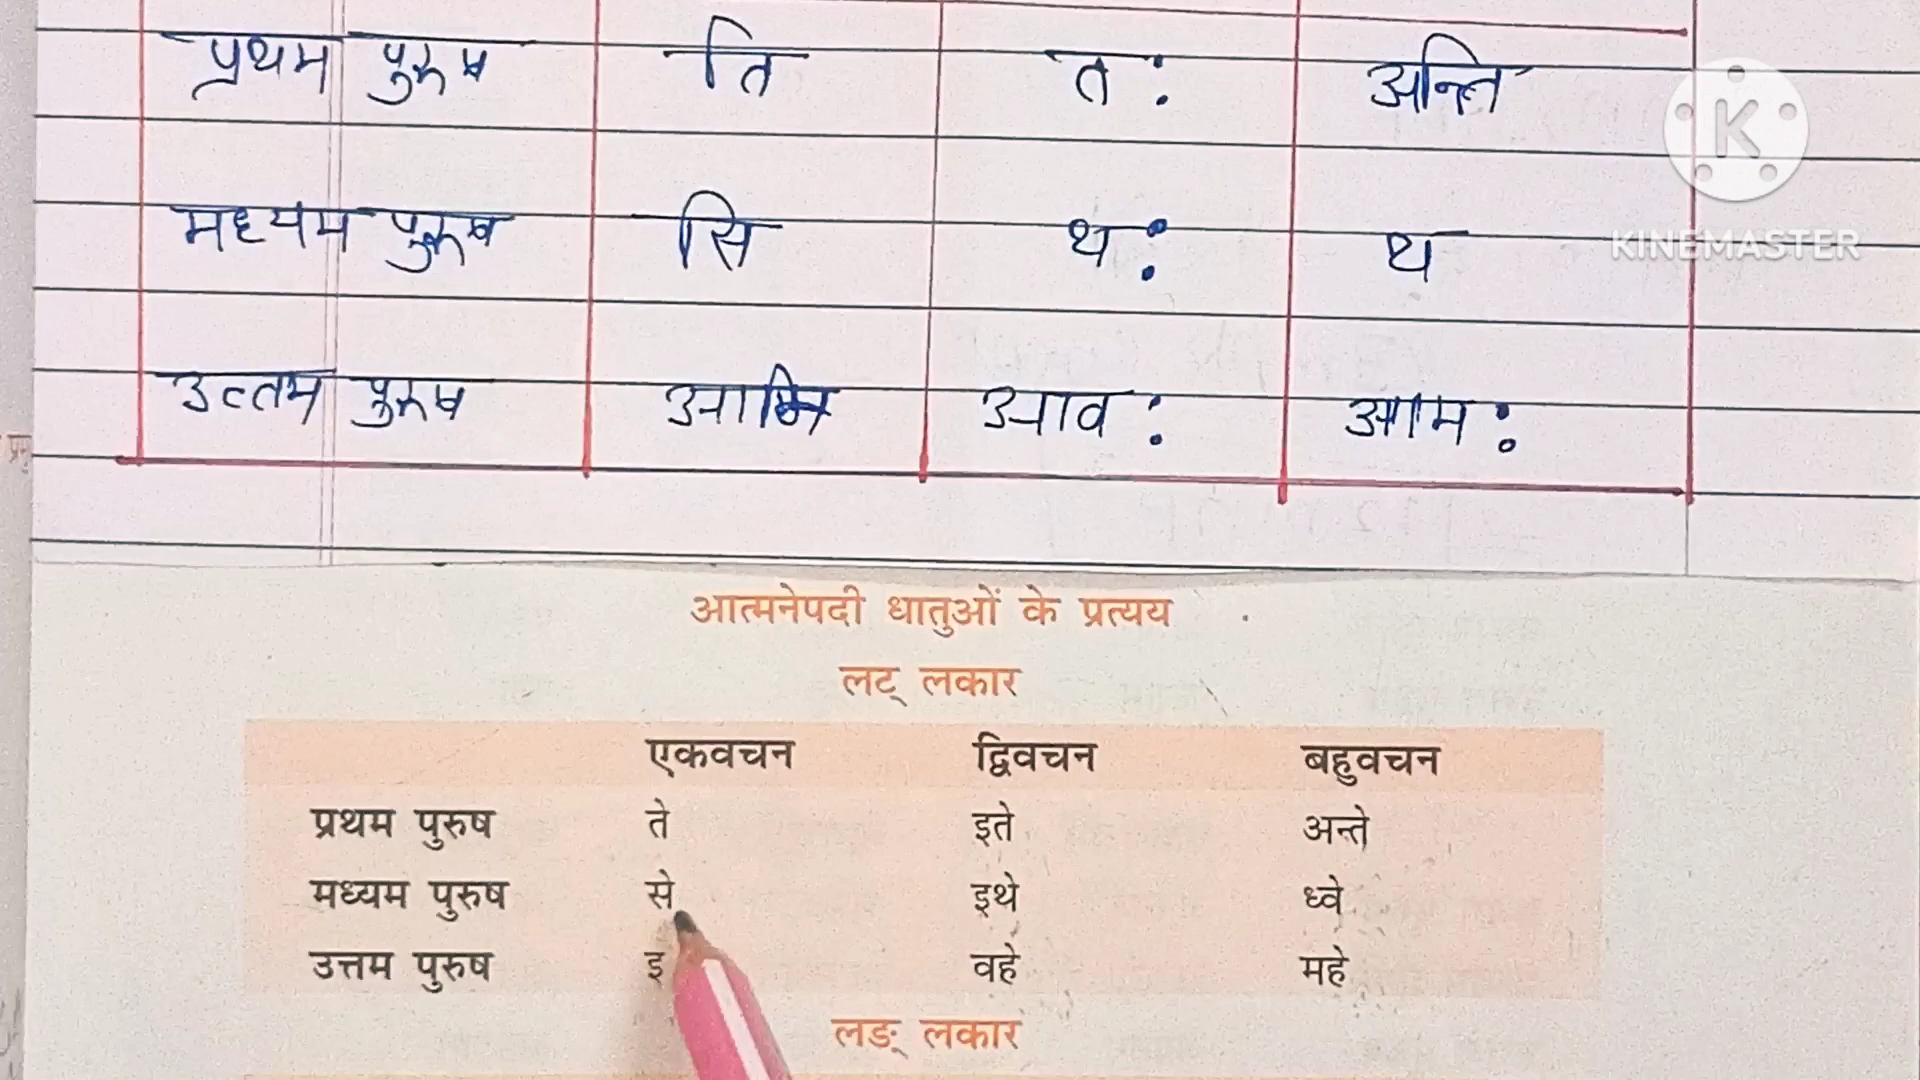 प्रथम पुरुष ति त: अन्ति
मध्यम पुरुष सि थ: थ
उत्तम पुरुष आमि आव: आम:
KINEMASTER
आत्मनेपदी धातुओं के प्रत्यय
लट् लकार
एकवचन द्विवचन बहुवचन
प्रथम पुरुष ते इते अन्ते
मध्यम पुरुष से इथे ध्वे
उत्तम पुरुष इ वहे महे
लङ् लकार